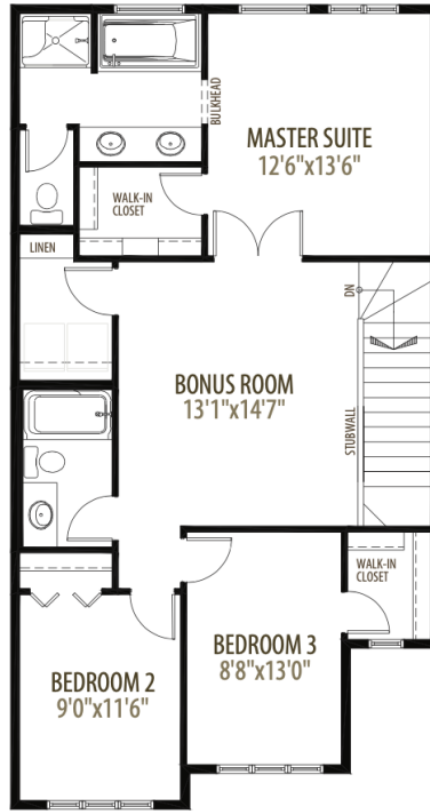 BULKHEAD
MASTER SUITE
12'6"x13'6"
WALK-IN
CLOSET
LINEN
DN
BONUS ROOM
13'1"x14'7"
STUBWALL
WALK-IN
CLOSET
BEDROOM 3
8'8"x13'0"
BEDROOM 2
9'0"x11'6"